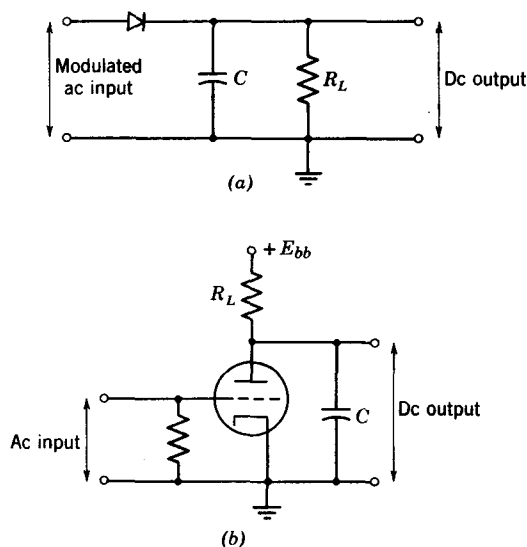 Modulated
ac input
C
R_L
Dc output
(a)
+ E_bb
R_L
Ac input
C
Dc output
(b)